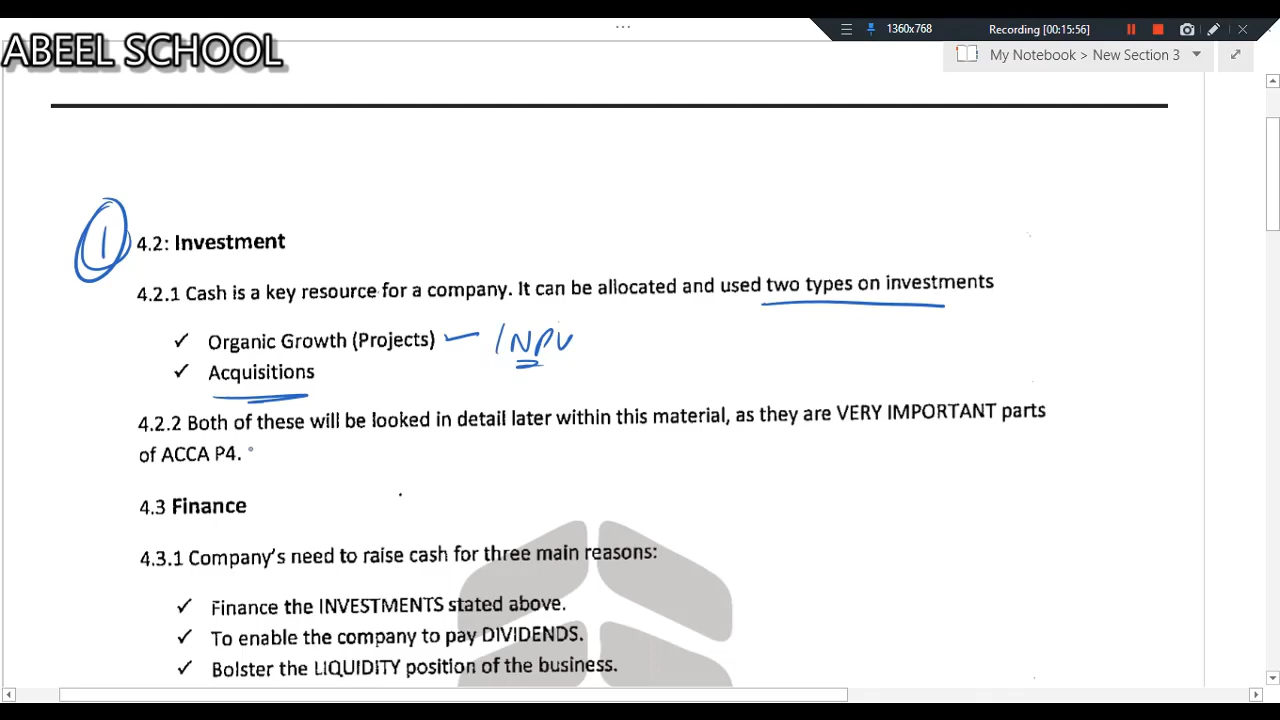 ABEEL SCHOOL
1360x768
Recording [00:15:56]
My Notebook > New Section 3
1
4.2: Investment
4.2.1 Cash is a key resource for a company. It can be allocated and used two types on investments
✓ Organic Growth (Projects) – / NPV
✓ Acquisitions
4.2.2 Both of these will be looked in detail later within this material, as they are VERY IMPORTANT parts
of ACCA P4.
4.3 Finance
4.3.1 Company's need to raise cash for three main reasons:
✓ Finance the INVESTMENTS stated above.
✓ To enable the company to pay DIVIDENDS.
✓ Bolster the LIQUIDITY position of the business.